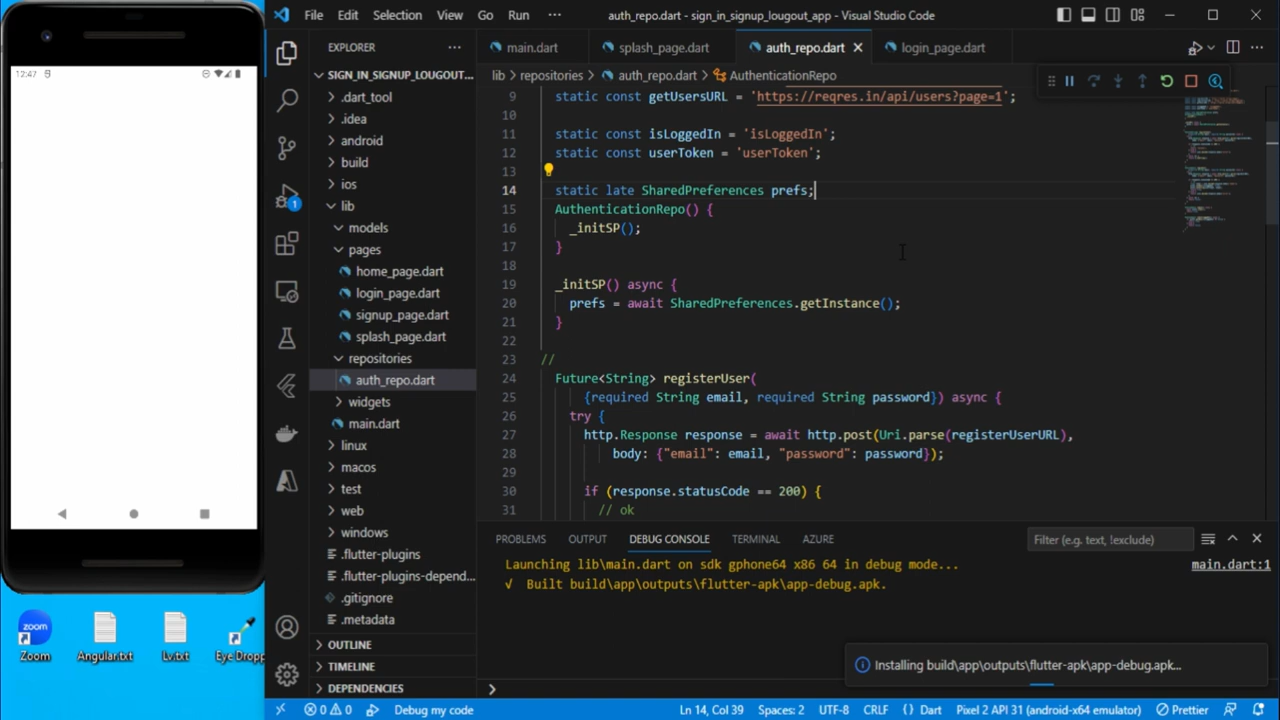 12:47
Zoom
Angular.txt
Lv.txt
Eye Dropp
File Edit Selection View Go Run ··· auth_repo.dart - sign_in_signup_lougout_app - Visual Studio Code
EXPLORER ···
SIGN_IN_SIGNUP_LOUGOUT...
.dart_tool
.idea
android
build
ios
lib
models
pages
home_page.dart
login_page.dart
signup_page.dart
splash_page.dart
repositories
auth_repo.dart
widgets
main.dart
linux
macos
test
web
windows
.flutter-plugins
.flutter-plugins-depend...
.gitignore
.metadata
OUTLINE
TIMELINE
DEPENDENCIES
1
main.dart splash_page.dart auth_repo.dart login_page.dart
lib > repositories > auth_repo.dart > AuthenticationRepo
9 static const getUsersURL = 'https://reqres.in/api/users?page=1';
10
11 static const isLoggedIn = 'isLoggedIn';
12 static const userToken = 'userToken';
13
14 static late SharedPreferences prefs;
15 AuthenticationRepo() {
16 _initSP();
17 }
18
19 _initSP() async {
20 prefs = await SharedPreferences.getInstance();
21 }
22
23 //
24 Future<String> registerUser(
25 {required String email, required String password}) async {
26 try {
27 http.Response response = await http.post(Uri.parse(registerUserURL),
28 body: {"email": email, "password": password});
29
30 if (response.statusCode == 200) {
31 // ok
PROBLEMS OUTPUT DEBUG CONSOLE TERMINAL AZURE Filter (e.g. text, !exclude)
Launching lib\main.dart on sdk gphone64 x86 64 in debug mode... main.dart:1
√ Built build\app\outputs\flutter-apk\app-debug.apk.
Installing build\app\outputs\flutter-apk\app-debug.apk...
0 0 Debug my code Ln 14, Col 39 Spaces: 2 UTF-8 CRLF {} Dart Pixel 2 API 31 (android-x64 emulator) Prettier